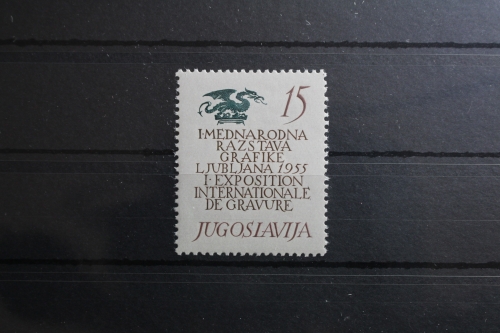 15
I·MEDNARODNA
RAZSTAVA
GRAFIKE
LJUBLJANA 1955
I·EXPOSITION
INTERNATIONALE
DE GRAVURE
JUGOSLAVIJA